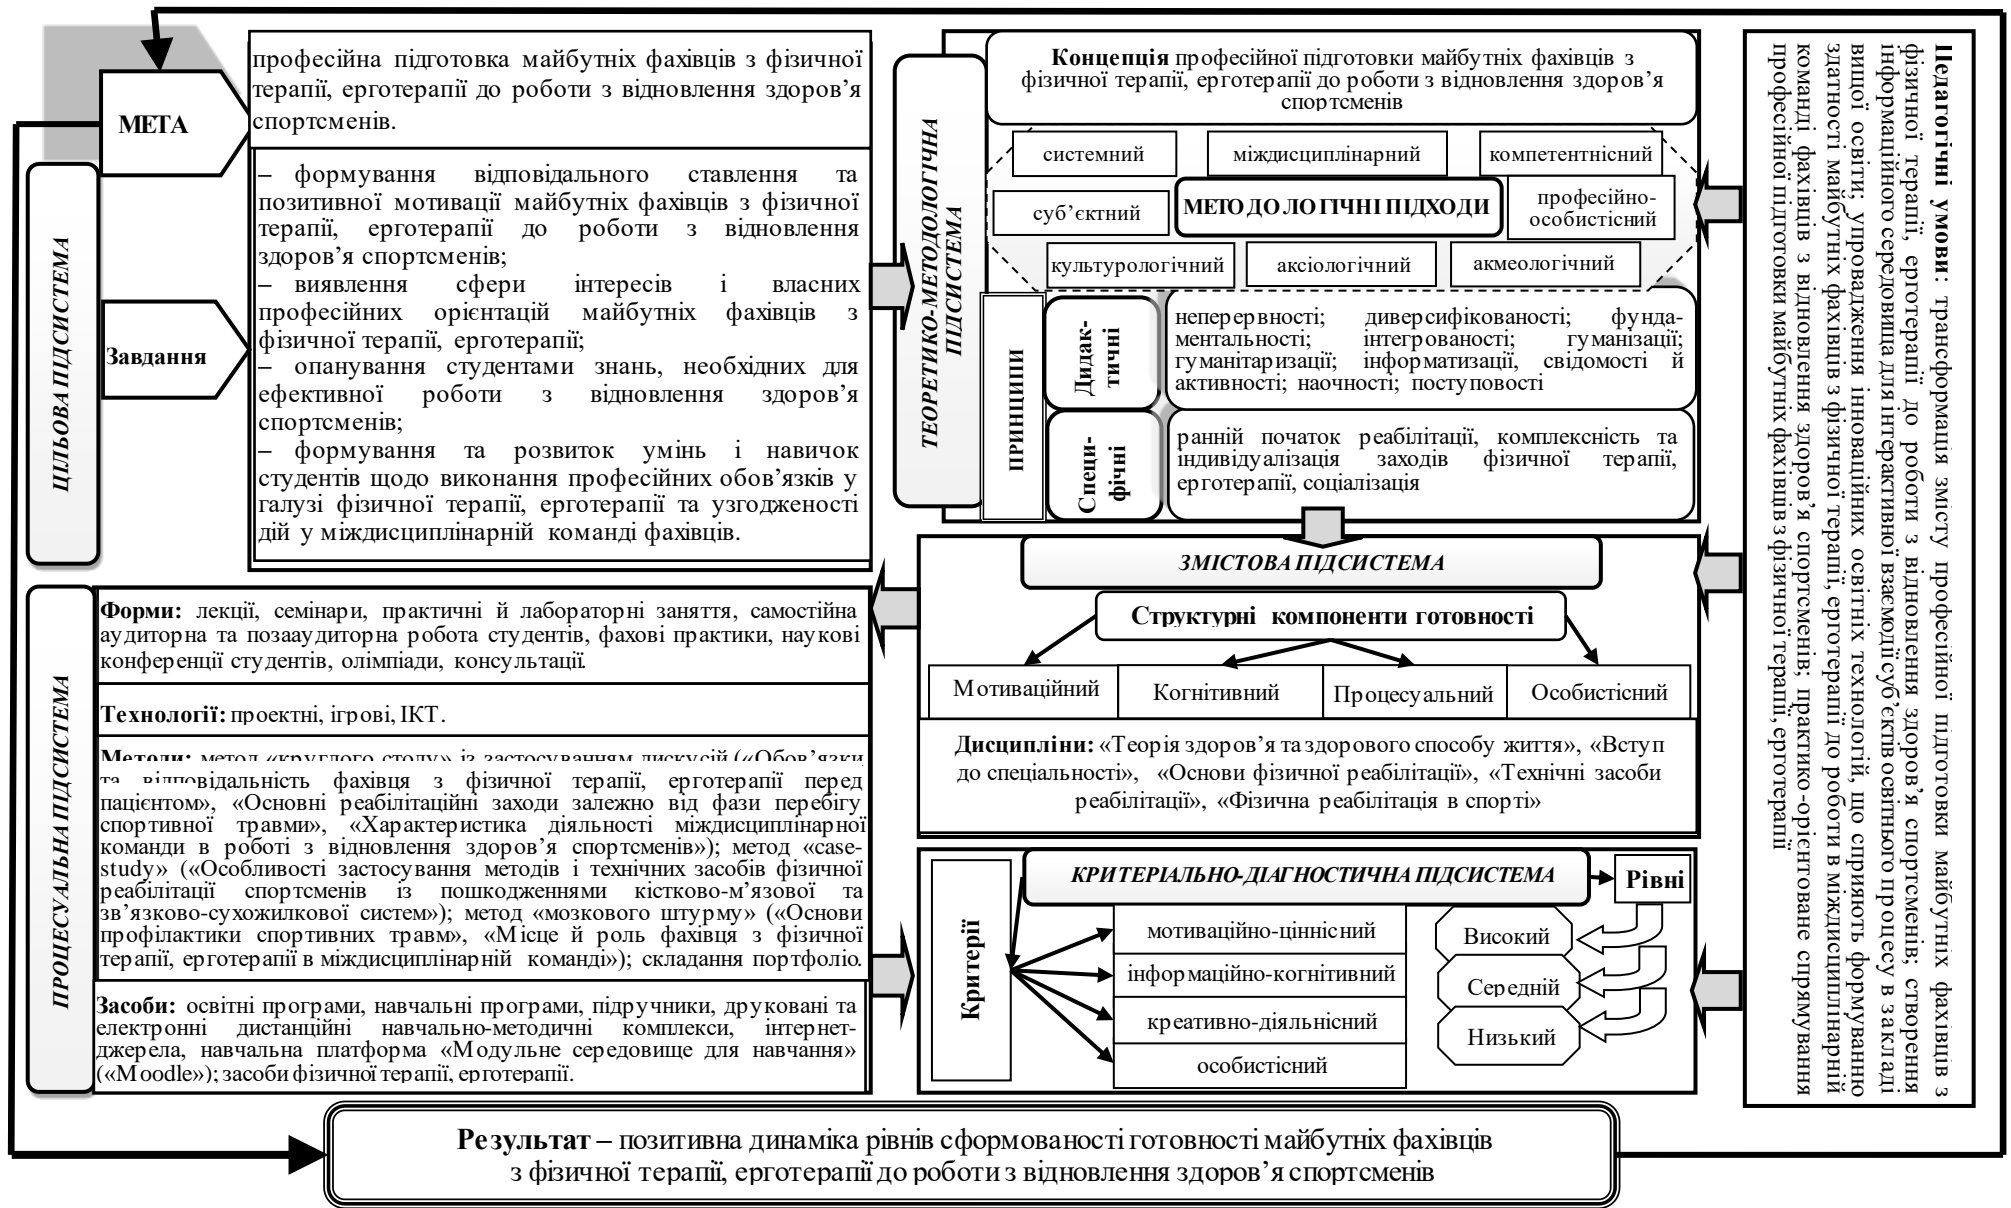 МЕТА
професійна підготовка майбутніх фахівців з фізичної
терапії, ерготерапії до роботи з відновлення здоров’я
спортсменів.
ЦІЛЬОВА ПІДСИСТЕМА
Завдання
– формування відповідального ставлення та
позитивної мотивації майбутніх фахівців з фізичної
терапії, ерготерапії до роботи з відновлення
здоров’я спортсменів;
– виявлення сфери інтересів і власних
професійних орієнтацій майбутніх фахівців з
фізичної терапії, ерготерапії;
– опанування студентами знань, необхідних для
ефективної роботи з відновлення здоров’я
спортсменів;
– формування та розвиток умінь і навичок
студентів щодо виконання професійних обов’язків у
галузі фізичної терапії, ерготерапії та узгодженості
дій у міждисциплінарній команді фахівців.
ТЕОРЕТИКО-МЕТОДОЛОГІЧНА
ПІДСИСТЕМА
Концепція професійної підготовки майбутніх фахівців з
фізичної терапії, ерготерапії до роботи з відновлення здоров’я
спортсменів
системний
міждисциплінарний
компетентнісний
суб’єктний
МЕТОДОЛОГІЧНІ ПІДХОДИ
професійно-
особистісний
культурологічний
аксіологічний
акмеологічний
ПРИНЦИПИ
Дидак-
тичні
неперервності; диверсифікованості; фунда-
ментальності; інтегрованості; гуманізації;
гуманітаризації; інформатизації, свідомості й
активності; наочності; поступовості
Специ-
фічні
ранній початок реабілітації, комплексність та
індивідуалізація заходів фізичної терапії,
ерготерапії, соціалізація
Педагогічні умови: трансформація змісту професійної підготовки майбутніх фахівців з
фізичної терапії, ерготерапії до роботи з відновлення здоров’я спортсменів; створення
інформаційного середовища для інтерактивної взаємодії суб’єктів освітнього процесу в закладі
вищої освіти; упровадження інноваційних освітніх технологій, що сприяють формуванню
здатності майбутніх фахівців з фізичної терапії, ерготерапії до роботи в міждисциплінарній
команді фахівців з відновлення здоров’я спортсменів; практико-орієнтоване спрямування
професійної підготовки майбутніх фахівців з фізичної терапії, ерготерапії
ЗМІСТОВА ПІДСИСТЕМА
Структурні компоненти готовності
Мотиваційний
Когнітивний
Процесуальний
Особистісний
Дисципліни: «Теорія здоров’я та здорового способу життя», «Вступ
до спеціальності», «Основи фізичної реабілітації», «Технічні засоби
реабілітації», «Фізична реабілітація в спорті»
ПРОЦЕСУАЛЬНА ПІДСИСТЕМА
Форми: лекції, семінари, практичні й лабораторні заняття, самостійна
аудиторна та позааудиторна робота студентів, фахові практики, наукові
конференції студентів, олімпіади, консультації.
Технології: проектні, ігрові, ІКТ.
Методи: метод «круглого столу» із застосуванням дискусій («Обов’язки
та відповідальність фахівця з фізичної терапії, ерготерапії перед
пацієнтом», «Основні реабілітаційні заходи залежно від фази перебігу
спортивної травми», «Характеристика діяльності міждисциплінарної
команди в роботі з відновлення здоров’я спортсменів»); метод «case-
study» («Особливості застосування методів і технічних засобів фізичної
реабілітації спортсменів із пошкодженнями кістково-м’язової та
зв’язково-сухожилкової систем»); метод «мозкового штурму» («Основи
профілактики спортивних травм», «Місце й роль фахівця з фізичної
терапії, ерготерапії в міждисциплінарній команді»); складання портфоліо.
Засоби: освітні програми, навчальні програми, підручники, друковані та
електронні дистанційні навчально-методичні комплекси, інтернет-
джерела, навчальна платформа «Модульне середовище для навчання»
(«Moodle»); засоби фізичної терапії, ерготерапії.
КРИТЕРІАЛЬНО-ДІАГНОСТИЧНА ПІДСИСТЕМА
Критерії
мотиваційно-ціннісний
інформаційно-когнітивний
креативно-діяльнісний
особистісний
Рівні
Високий
Середній
Низький
Результат – позитивна динаміка рівнів сформованості готовності майбутніх фахівців
з фізичної терапії, ерготерапії до роботи з відновлення здоров’я спортсменів